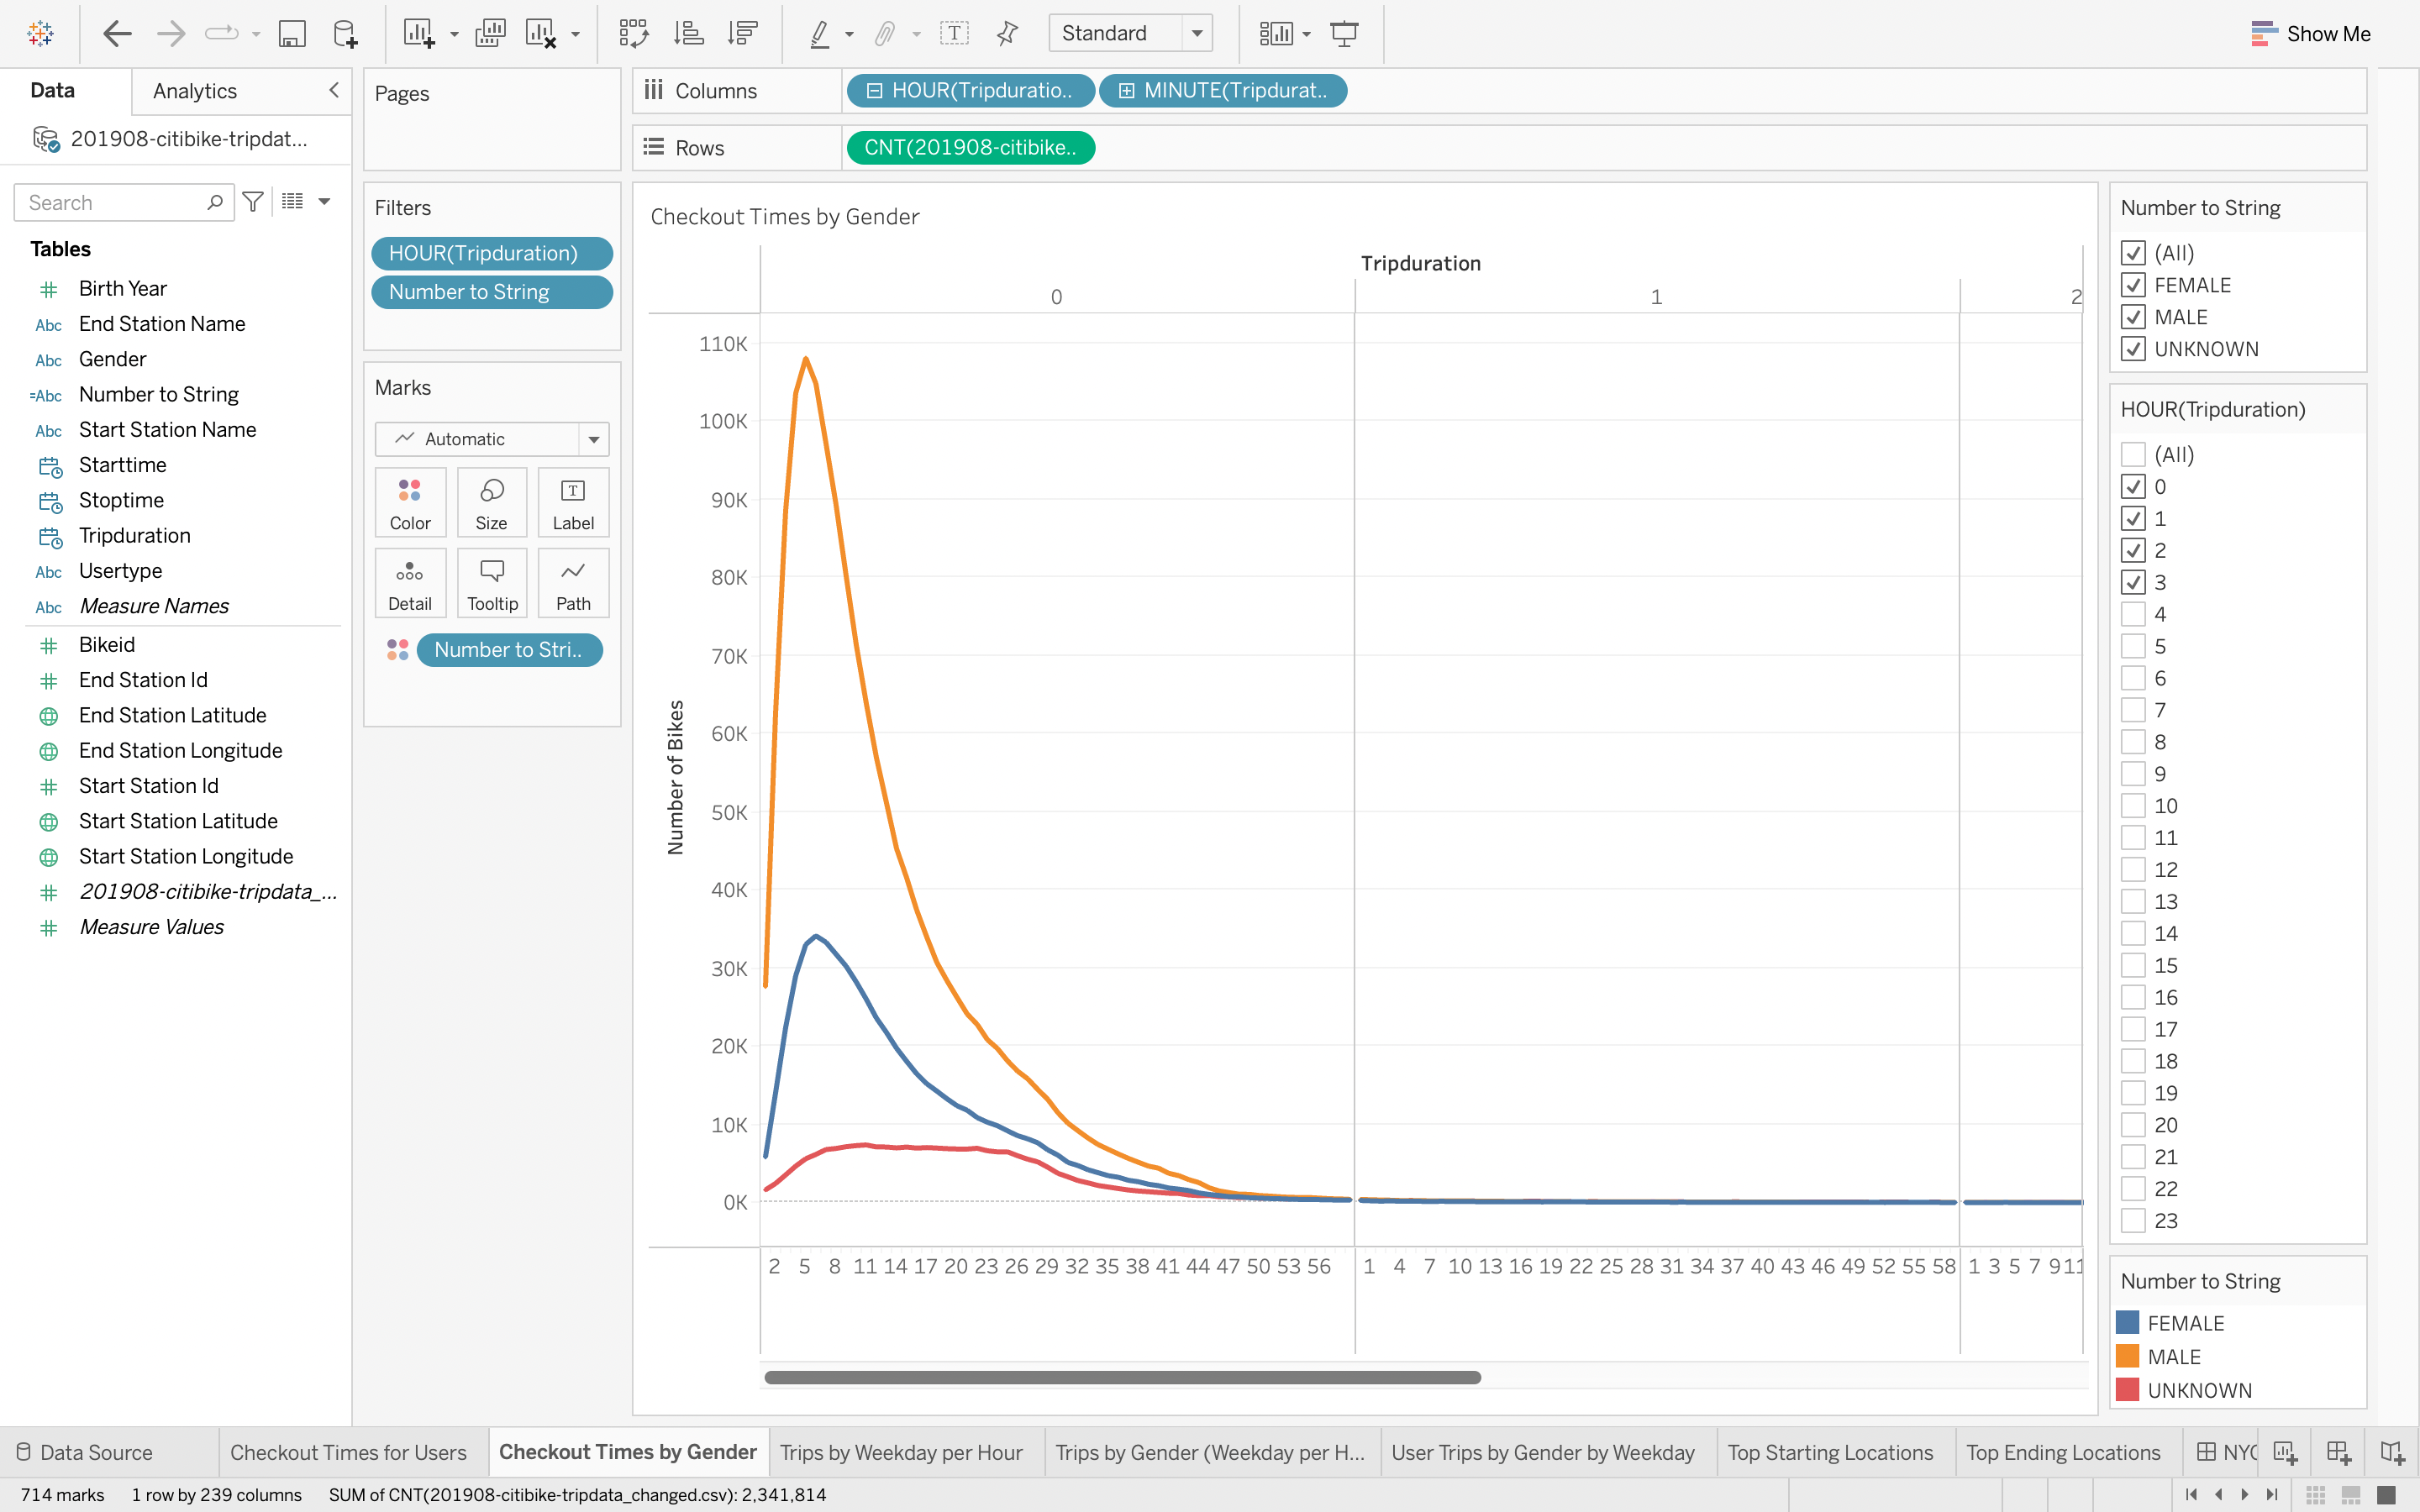 Standard
Show Me
Data
Analytics
201908-citibike-tripdat...
Search
Tables
Birth Year
Abc End Station Name
Abc Gender
=Abc Number to String
Abc Start Station Name
Starttime
Stoptime
Tripduration
Abc Usertype
Abc Measure Names
Bikeid
End Station Id
End Station Latitude
End Station Longitude
Start Station Id
Start Station Latitude
Start Station Longitude
201908-citibike-tripdata_...
Measure Values
Pages
Filters
HOUR(Tripduration)
Number to String
Marks
Automatic
Color Size Label
Detail Tooltip Path
Number to Stri..
Columns HOUR(Tripduratio.. MINUTE(Tripdurat..
Rows CNT(201908-citibike..
Checkout Times by Gender
Tripduration
0 1 2
Number of Bikes
110K
100K
90K
80K
70K
60K
50K
40K
30K
20K
10K
0K
2 5 8 11 14 17 20 23 26 29 32 35 38 41 44 47 50 53 56 1 4 7 10 13 16 19 22 25 28 31 34 37 40 43 46 49 52 55 58 1 3 5 7 9 11
Number to String
(All)
FEMALE
MALE
UNKNOWN
HOUR(Tripduration)
(All)
0
1
2
3
4
5
6
7
8
9
10
11
12
13
14
15
16
17
18
19
20
21
22
23
Number to String
FEMALE
MALE
UNKNOWN
Data Source Checkout Times for Users Checkout Times by Gender Trips by Weekday per Hour Trips by Gender (Weekday per H... User Trips by Gender by Weekday Top Starting Locations Top Ending Locations NYC
714 marks 1 row by 239 columns SUM of CNT(201908-citibike-tripdata_changed.csv): 2,341,814